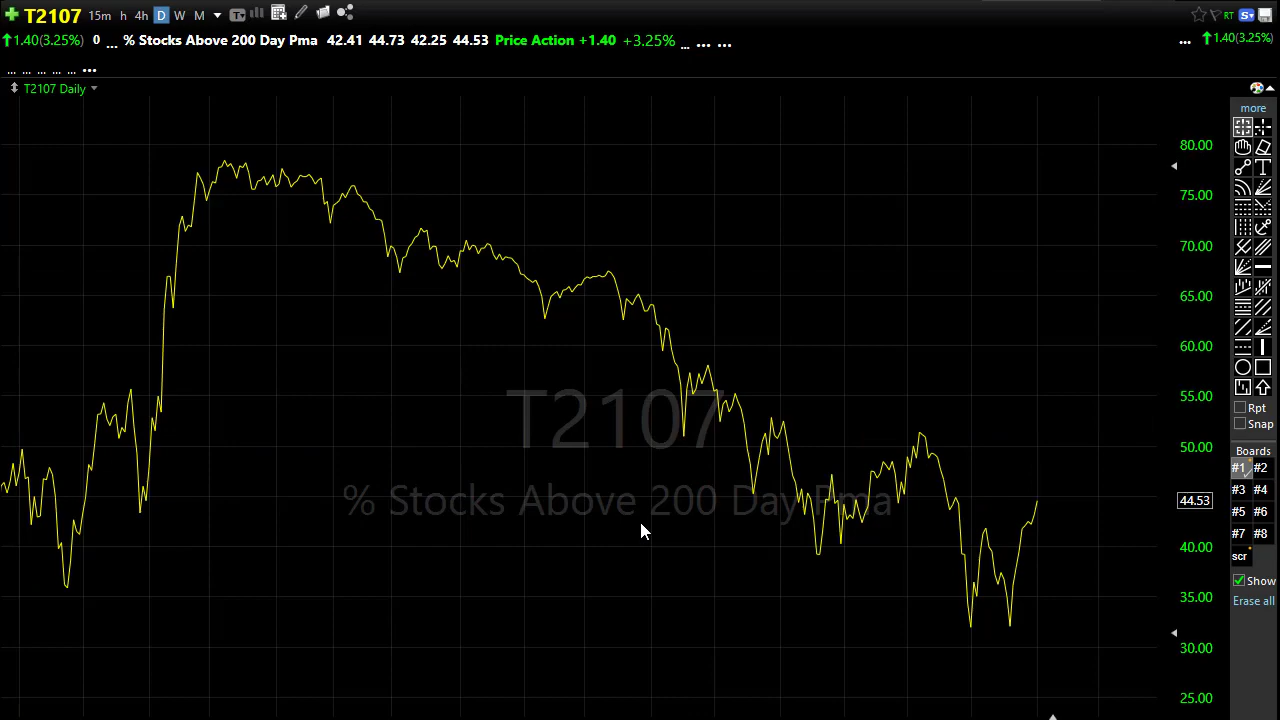 T2107 15m h 4h D W M T RT S
1.40(3.25%) 0 ... % Stocks Above 200 Day Pma 42.41 44.73 42.25 44.53 Price Action +1.40 +3.25% ... ... ... ... 1.40(3.25%)
... ... ... ... ... ...
T2107 Daily
more
80.00
T
75.00
70.00
65.00
60.00
55.00
Rpt
Snap
T2107
50.00
Boards
#1 #2
% Stocks Above 200 Day Pma
44.53
#3 #4
#5 #6
#7 #8
40.00
scr
Show
35.00
Erase all
30.00
25.00